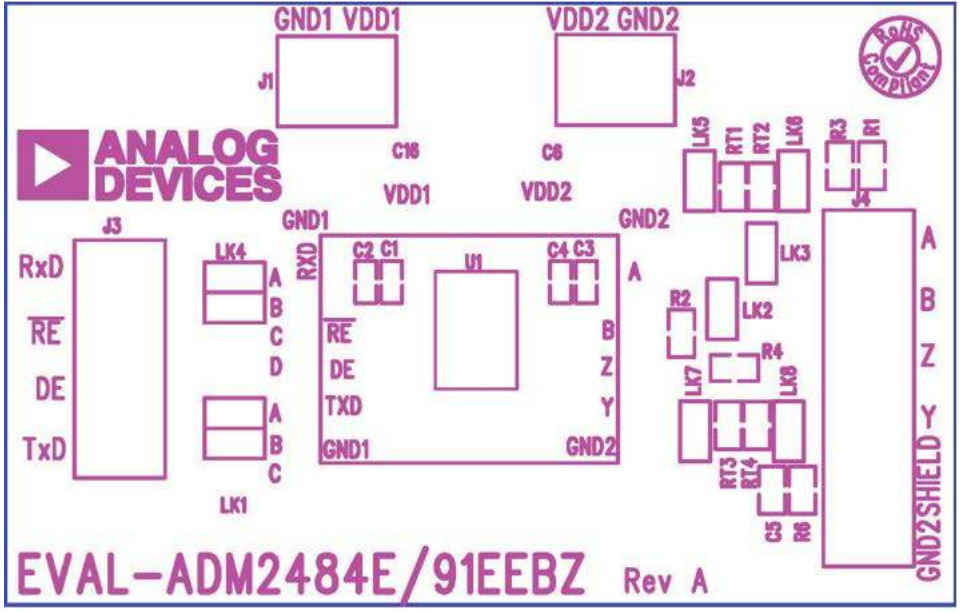 GND1 VDD1
VDD2 GND2
J1
J2
RoHS
Compliant
ANALOG
DEVICES
C16
C6
VDD1
VDD2
LK5
RT1
RT2
LK6
R3
R1
J4
J3
GND1
GND2
RxD
RE
DE
TxD
LK4
A
B
C
D
A
B
C
LK1
RXD
C2
C1
U1
C4
C3
A
RE
B
DE
Z
TXD
Y
GND1
GND2
LK3
LK2
R2
R4
LK7
LK8
RT3
RT4
C5
R6
A
B
Z
Y
SHIELD
GND2
EVAL-ADM2484E/91EEBZ Rev A